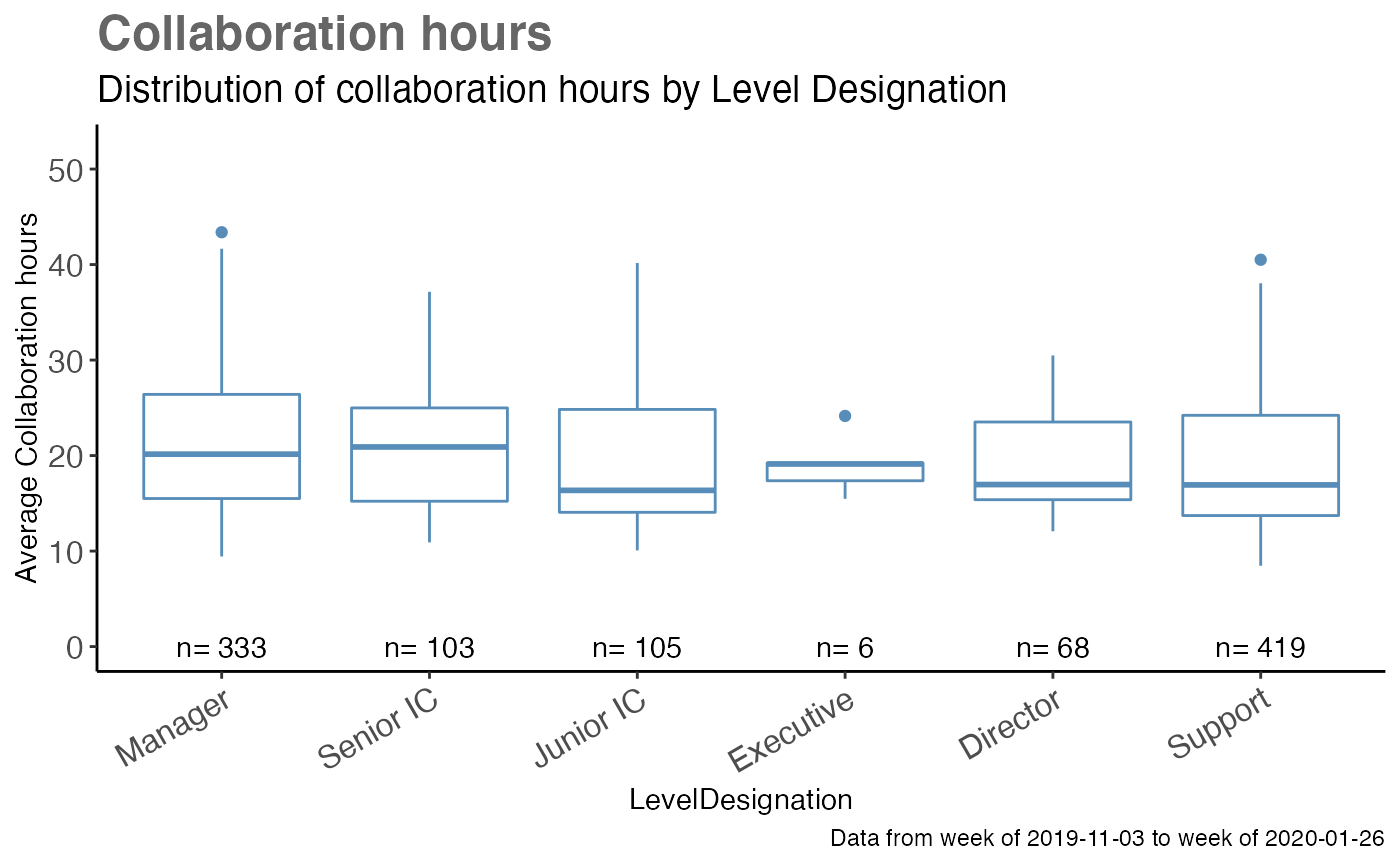 Collaboration hours
Distribution of collaboration hours by Level Designation
Average Collaboration hours
50
40
30
20
10
0
n= 333
n= 103
n= 105
n= 6
n= 68
n= 419
Manager
Senior IC
Junior IC
Executive
Director
Support
LevelDesignation
Data from week of 2019-11-03 to week of 2020-01-26